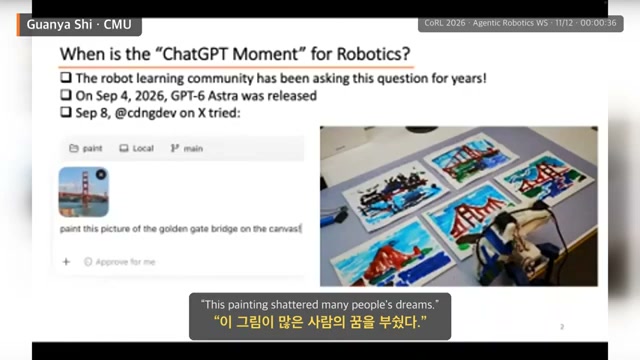 Guanya Shi · CMU
CoRL 2026 · Agentic Robotics WS · 11/12 · 00:00:36
When is the “ChatGPT Moment” for Robotics?
The robot learning community has been asking this question for years!
On Sep 4, 2026, GPT-6 Astra was released
Sep 8, @cdngdev on X tried:
paint Local main
paint this picture of the golden gate bridge on the canvas!
Approve for me
“This painting shattered many people’s dreams.”
“이 그림이 많은 사람의 꿈을 부쉈다.”
2